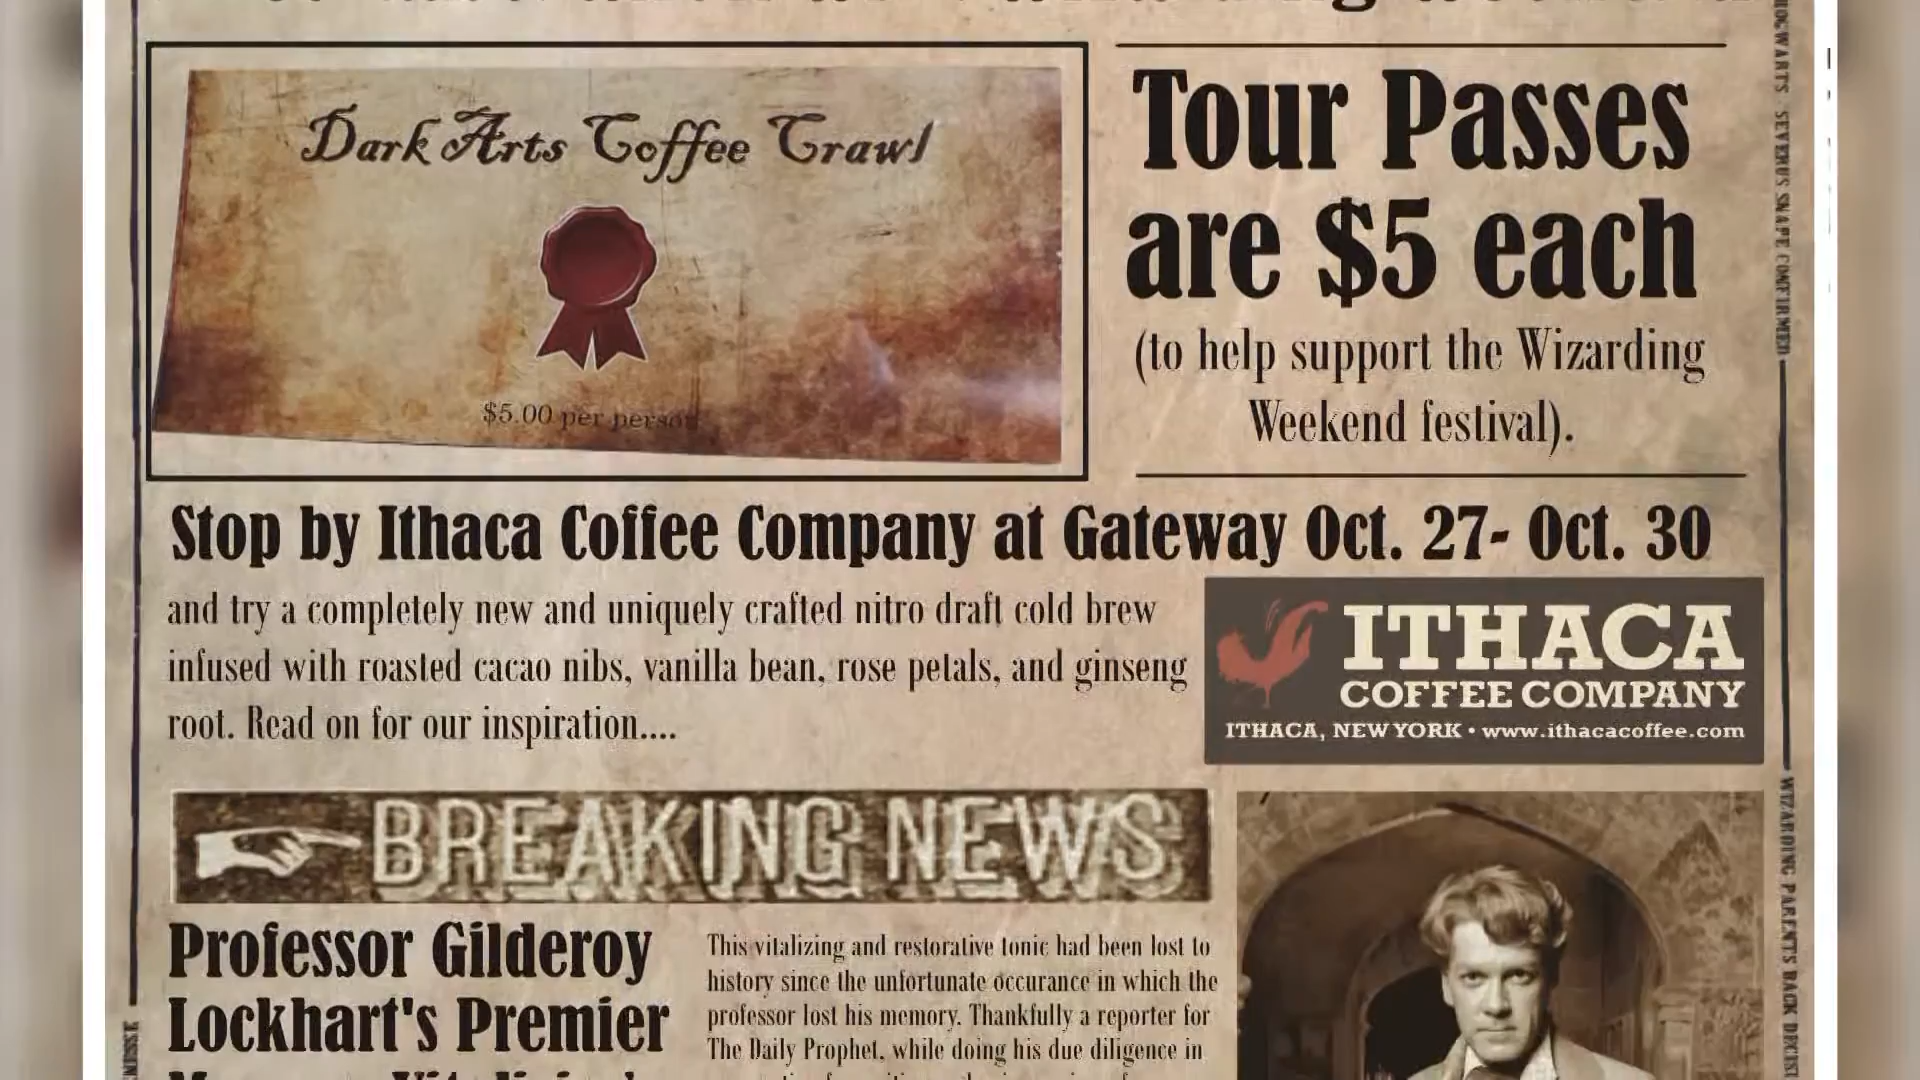 Dark Arts Coffee Crawl
$5.00 per person
Tour Passes
are $5 each
(to help support the Wizarding
Weekend festival).
Stop by Ithaca Coffee Company at Gateway Oct. 27- Oct. 30
and try a completely new and uniquely crafted nitro draft cold brew
infused with roasted cacao nibs, vanilla bean, rose petals, and ginseng
root. Read on for our inspiration....
ITHACA
COFFEE COMPANY
ITHACA, NEW YORK • www.ithacacoffee.com
BREAKING NEWS
Professor Gilderoy
Lockhart's Premier
This vitalizing and restorative tonic had been lost to
history since the unfortunate occurance in which the
professor lost his memory. Thankfully a reporter for
The Daily Prophet, while doing his due diligence in
HOGWARTS SEVERUS SNAPE CONFIRMED
WIZARDING PARENTS BACK